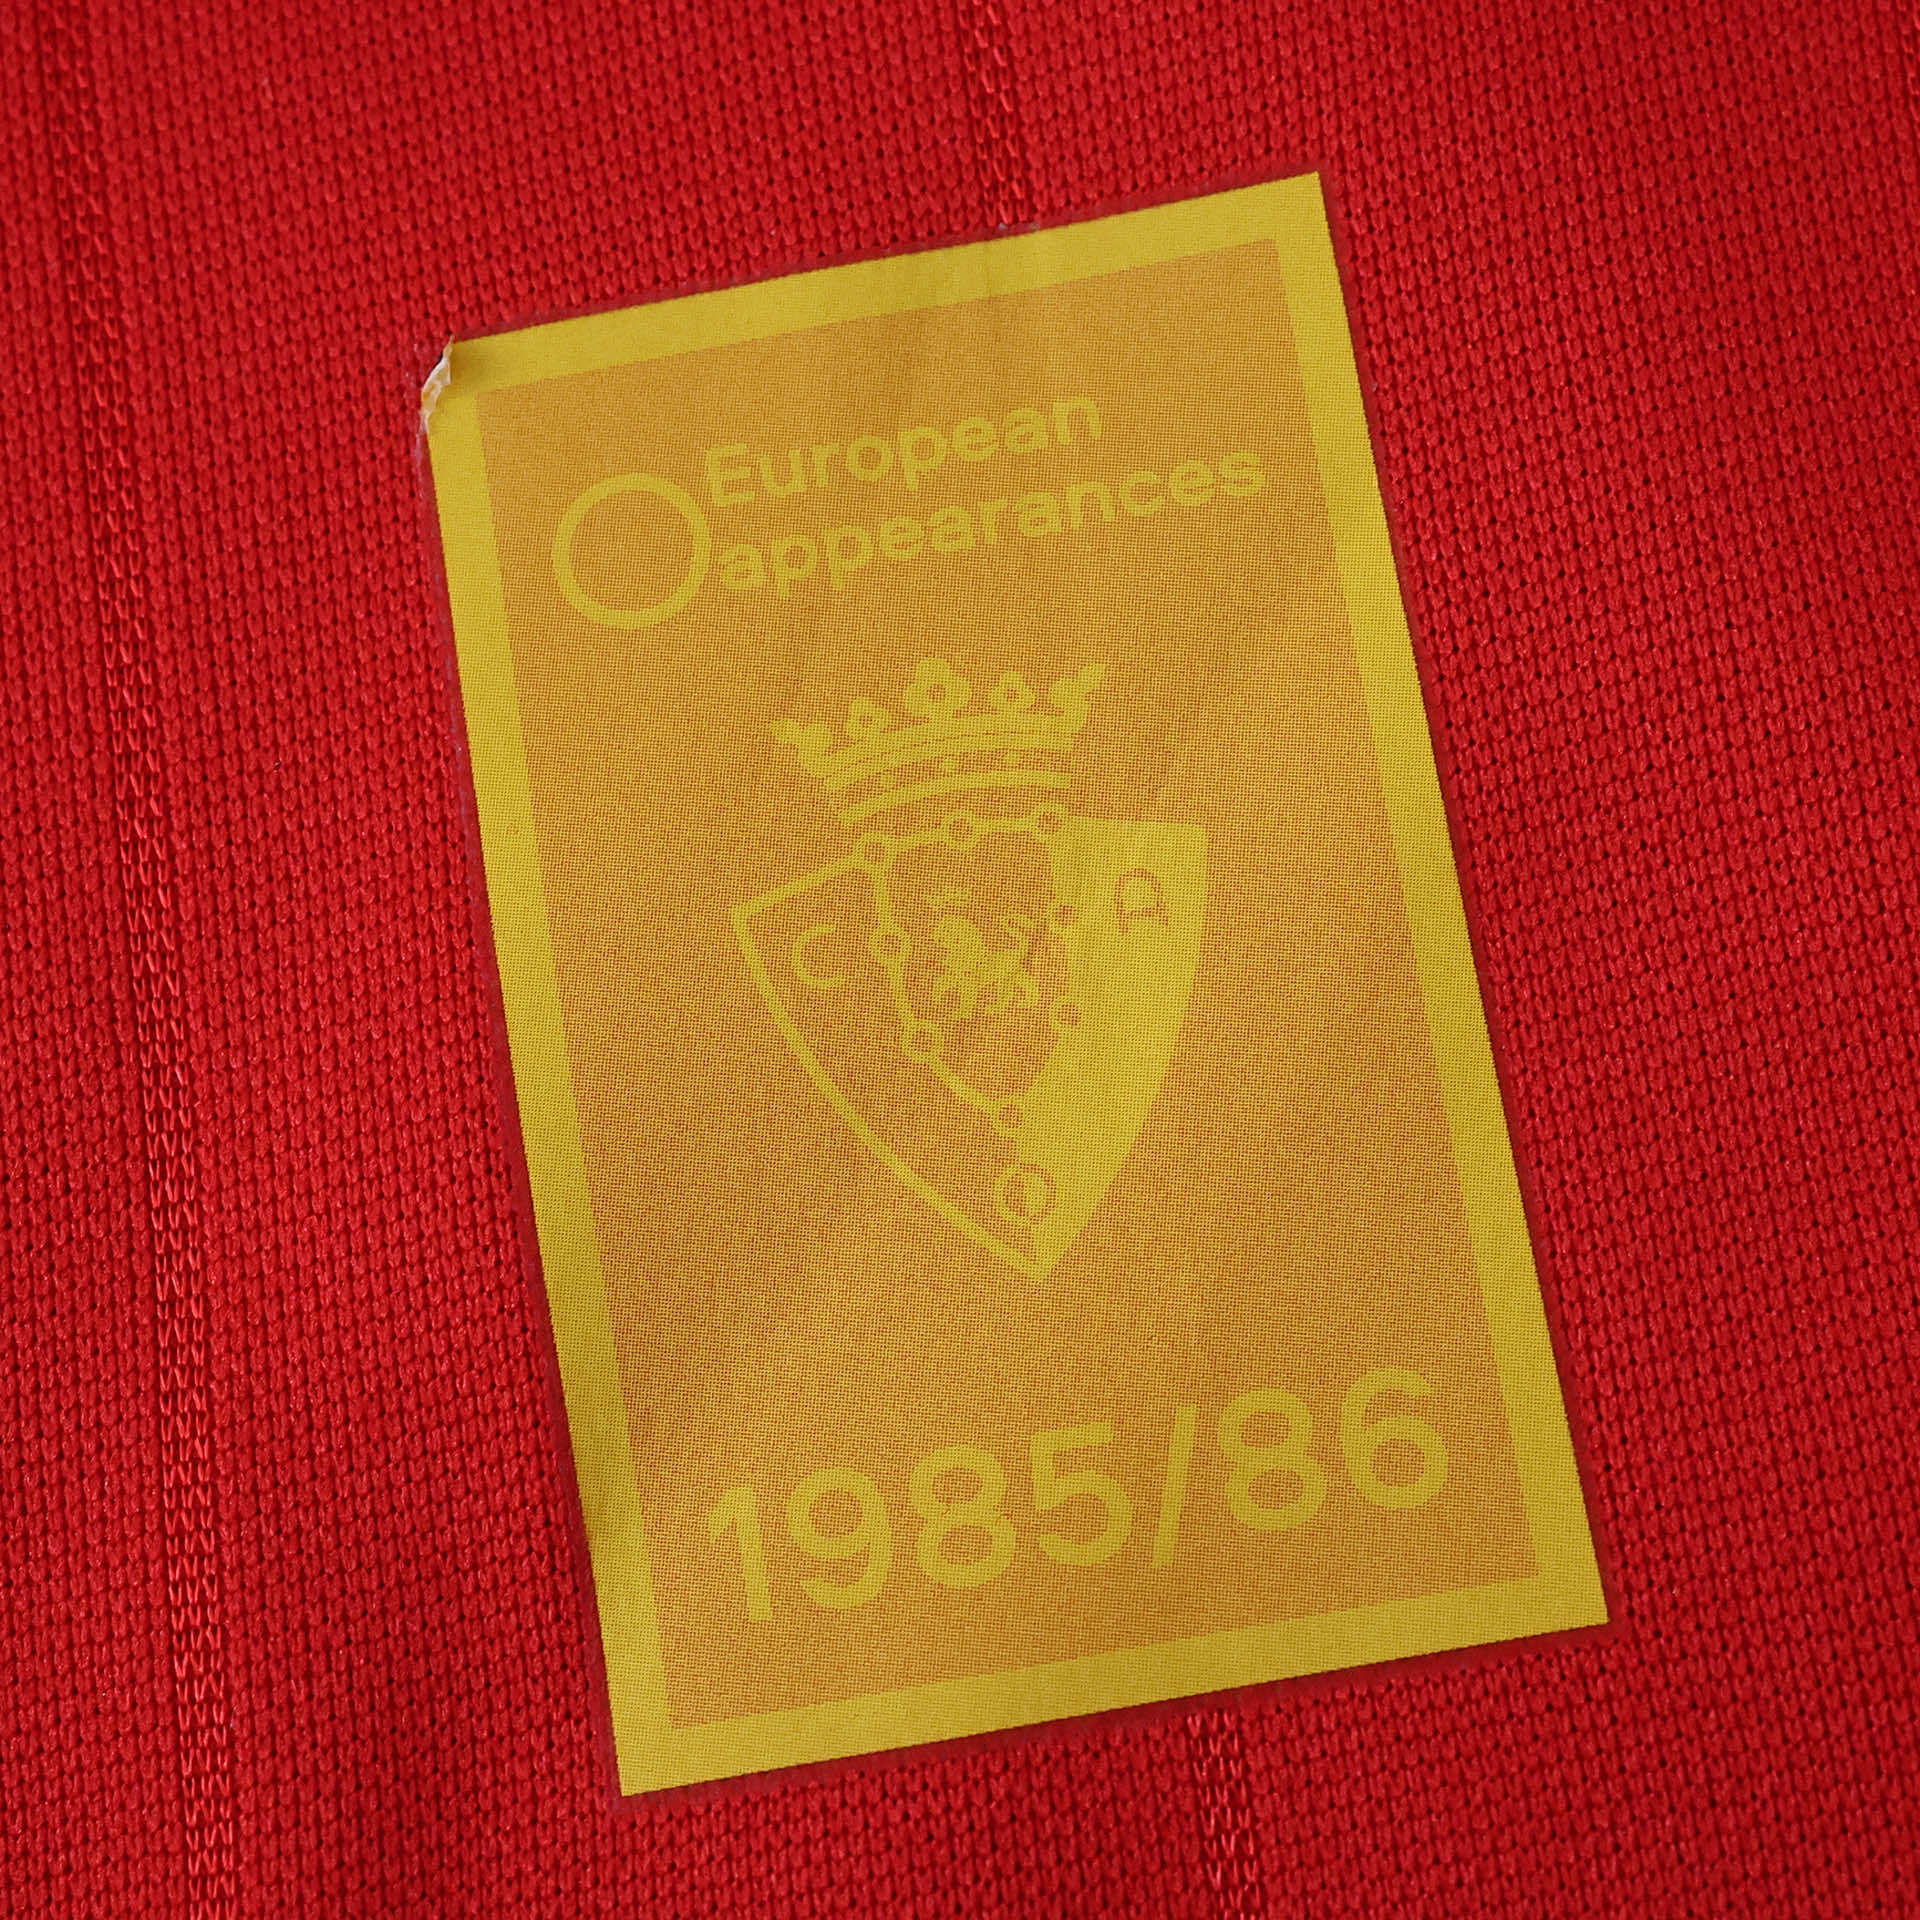 European
appearances
C A
O
1985/86